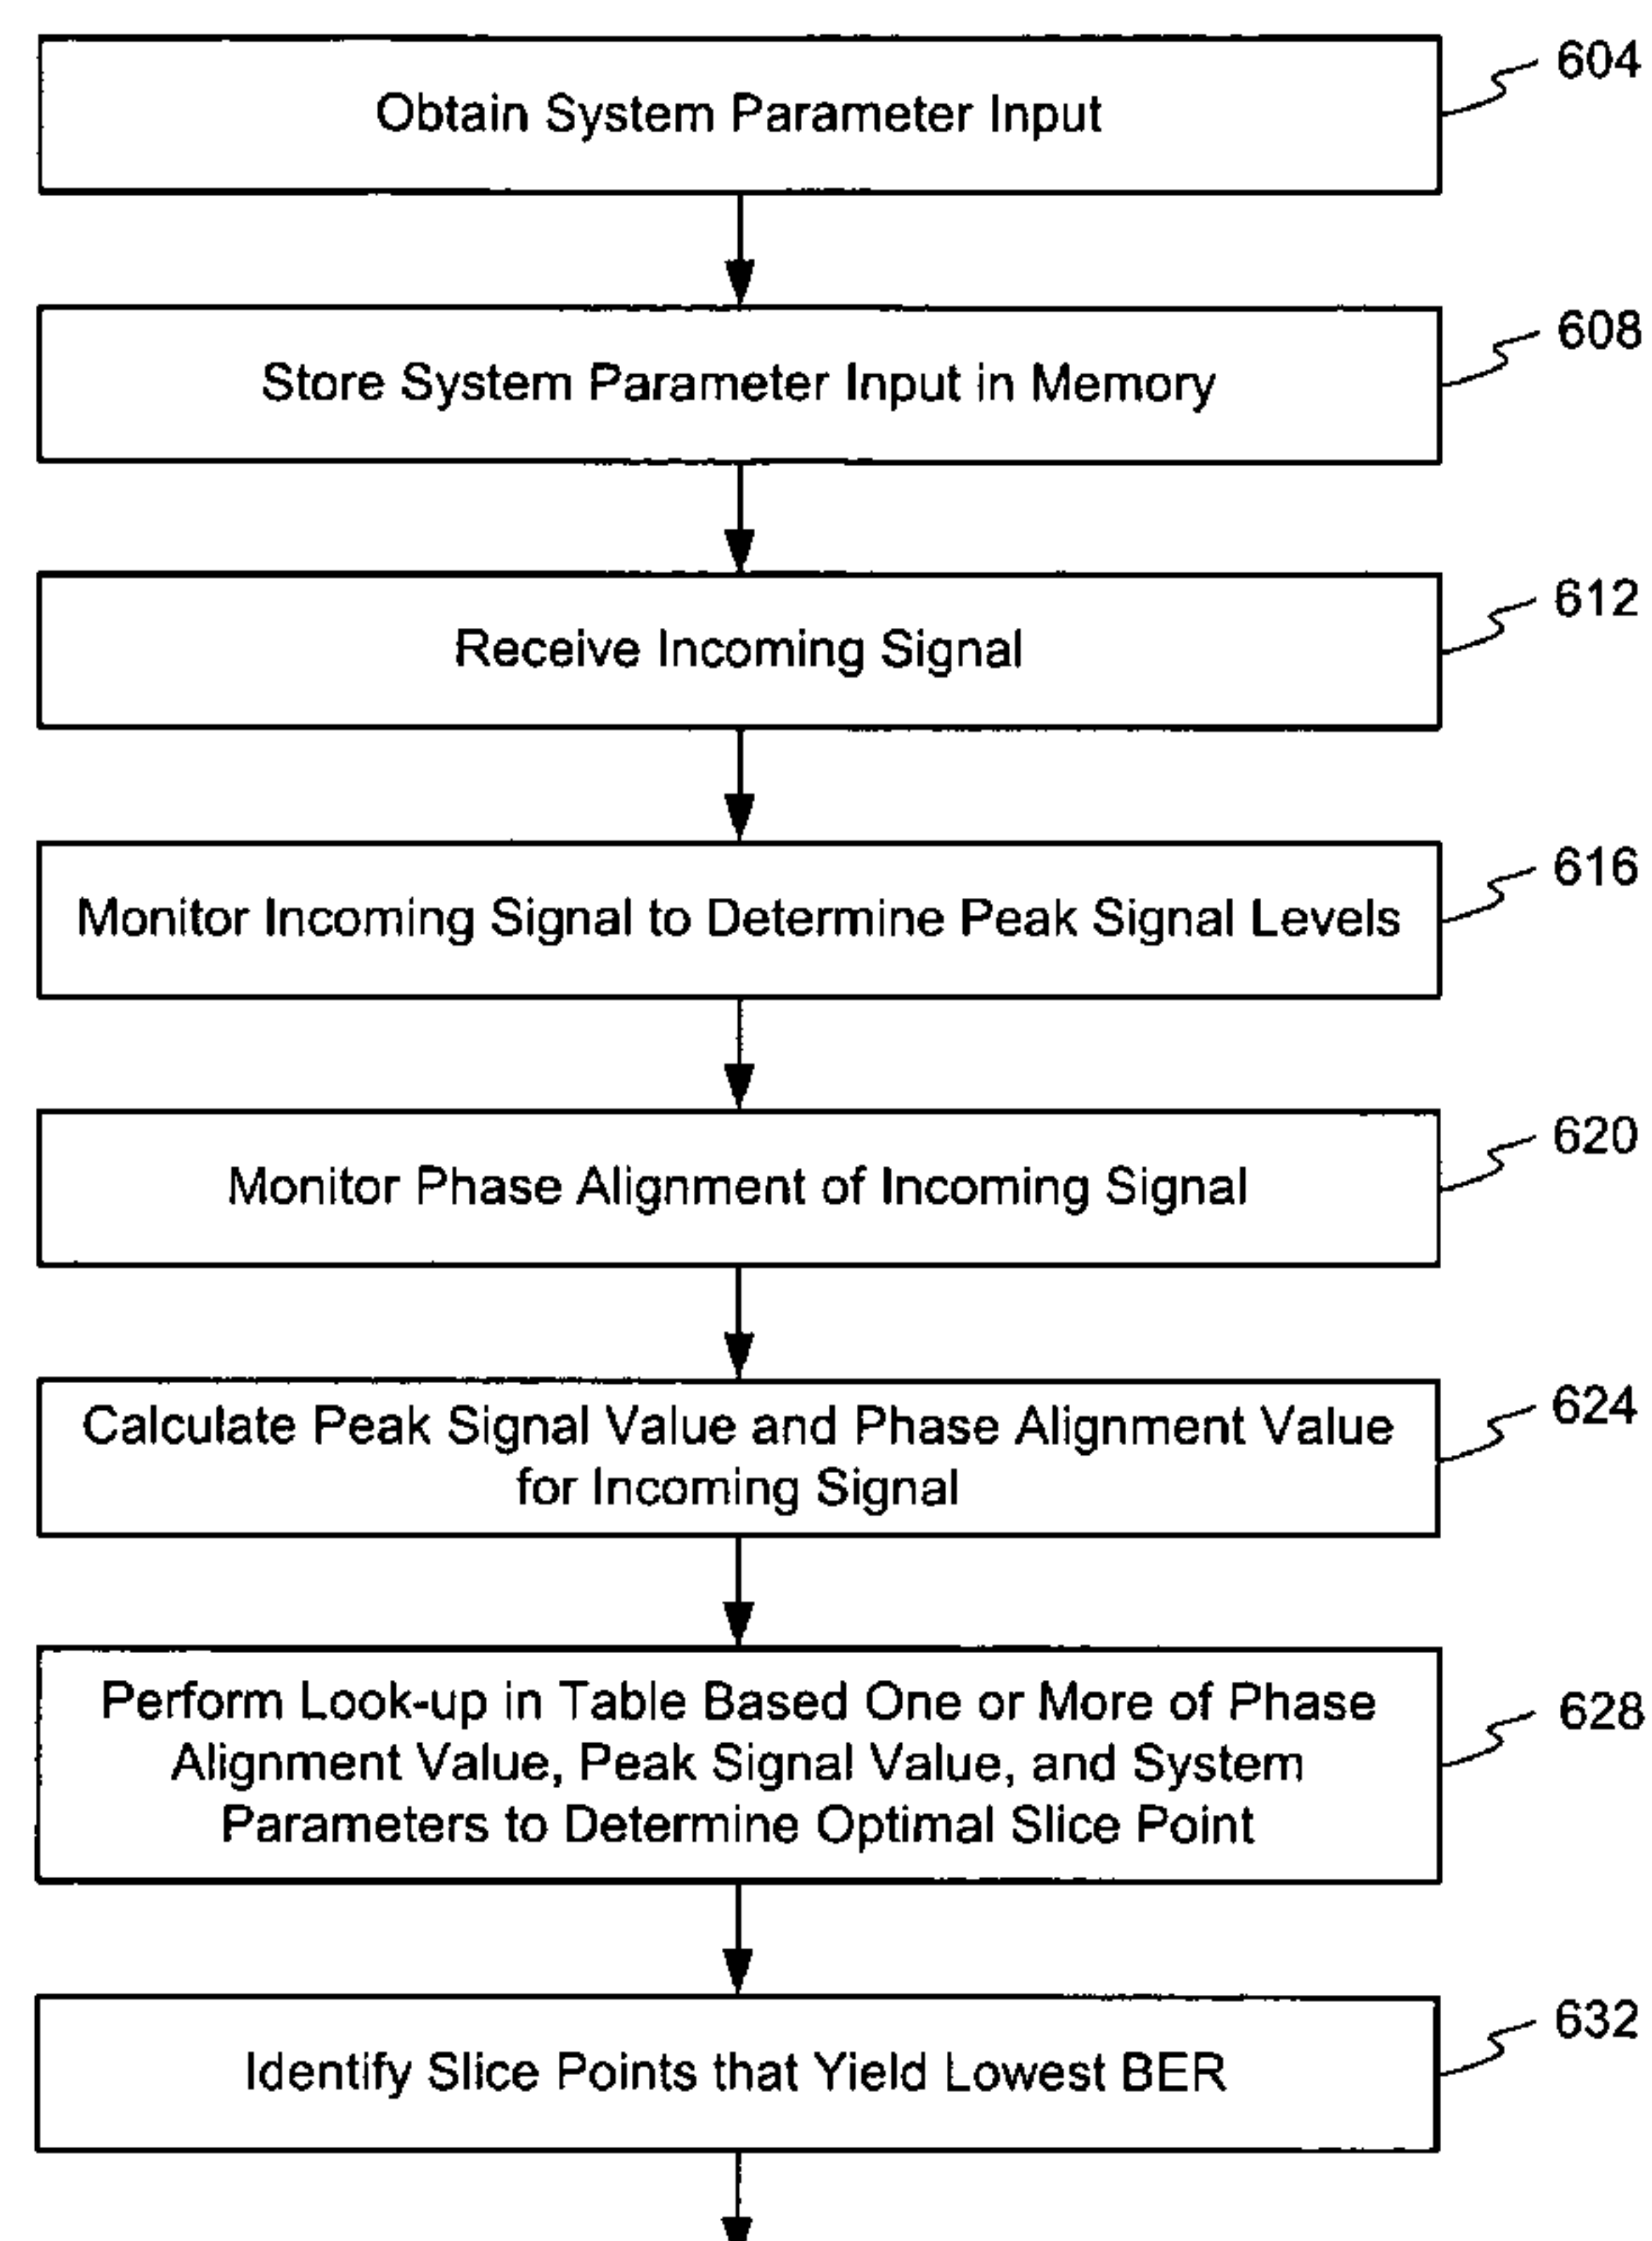 Obtain System Parameter Input
604
Store System Parameter Input in Memory
608
Receive Incoming Signal
612
Monitor Incoming Signal to Determine Peak Signal Levels
616
Monitor Phase Alignment of Incoming Signal
620
Calculate Peak Signal Value and Phase Alignment Value
for Incoming Signal
624
Perform Look-up in Table Based One or More of Phase
Alignment Value, Peak Signal Value, and System
Parameters to Determine Optimal Slice Point
628
Identify Slice Points that Yield Lowest BER
632